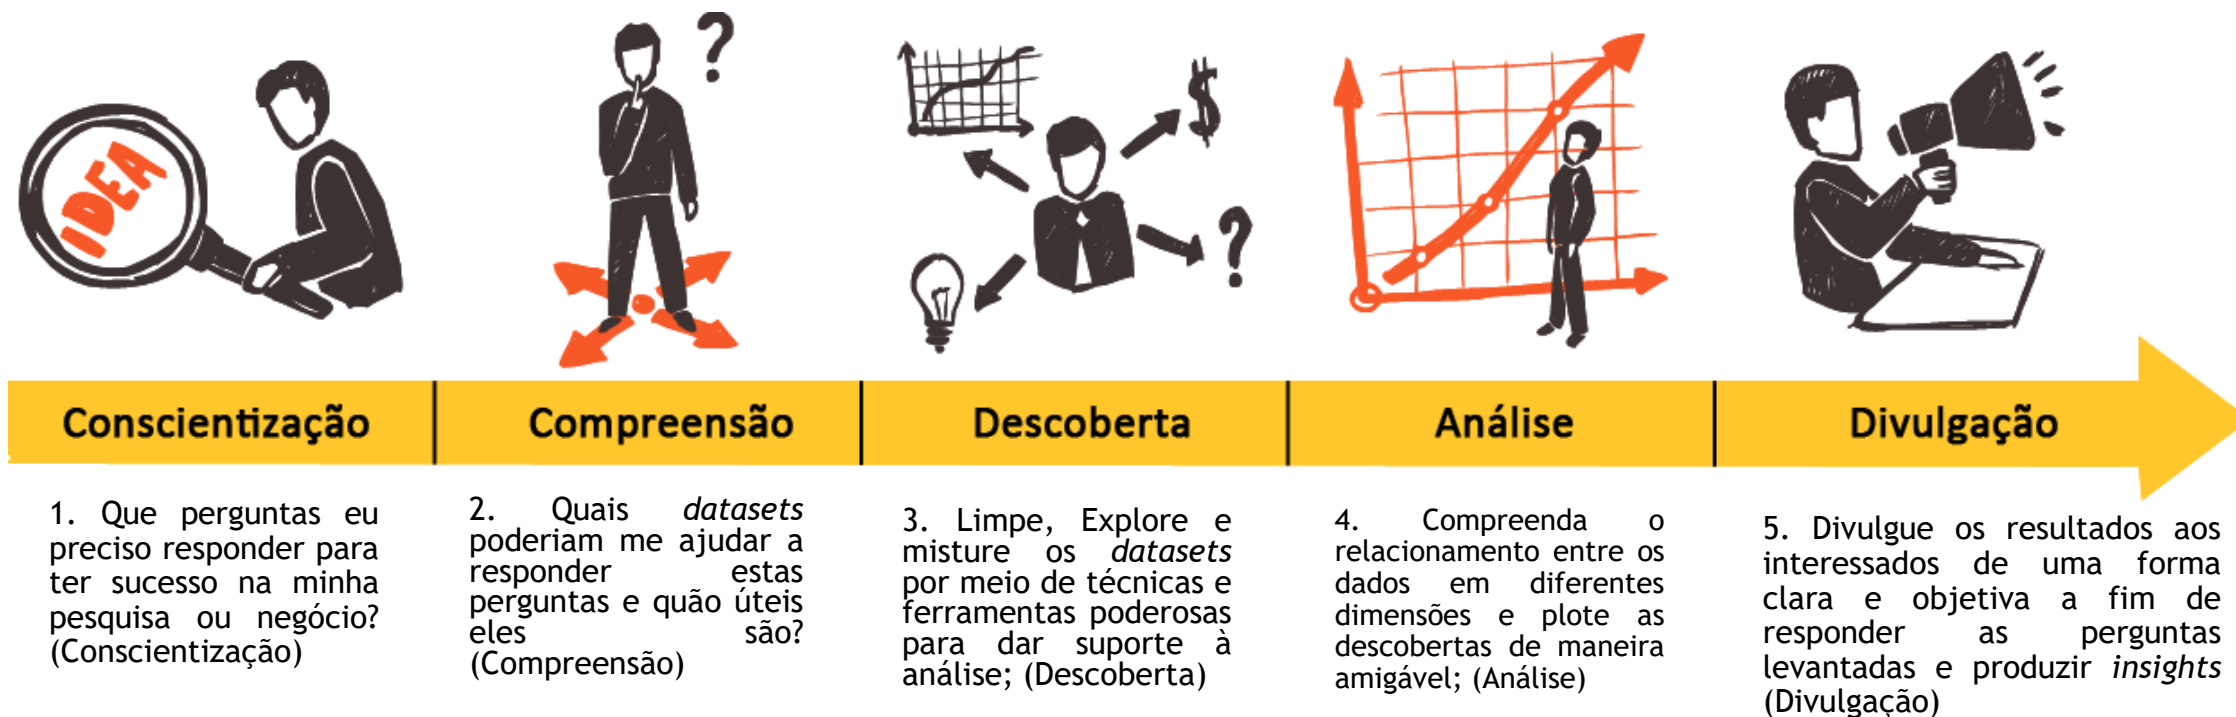 IDEA
?
$
?
Conscientização
Compreensão
Descoberta
Análise
Divulgação
1. Que perguntas eu
preciso responder para
ter sucesso na minha
pesquisa ou negócio?
(Conscientização)
2. Quais datasets
poderiam me ajudar a
responder estas
perguntas e quão úteis
eles são?
(Compreensão)
3. Limpe, Explore e
misture os datasets
por meio de técnicas e
ferramentas poderosas
para dar suporte à
análise; (Descoberta)
4. Compreenda o
relacionamento entre os
dados em diferentes
dimensões e plote as
descobertas de maneira
amigável; (Análise)
5. Divulgue os resultados aos
interessados de uma forma
clara e objetiva a fim de
responder as perguntas
levantadas e produzir insights
(Divulgação)